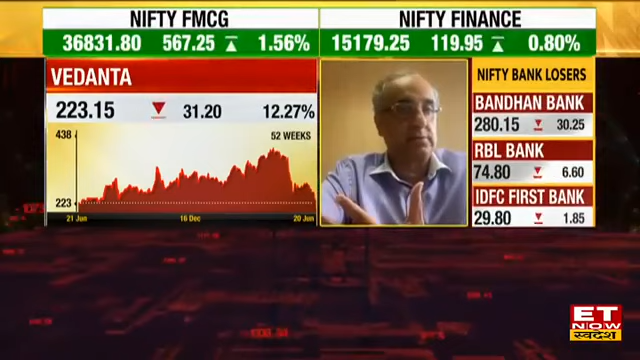 NIFTY FMCG
36831.80 567.25 1.56%
NIFTY FINANCE
15179.25 119.95 0.80%
VEDANTA
223.15 31.20 12.27%
438
52 WEEKS
223
21 Jun 16 Dec 20 Jun
NIFTY BANK LOSERS
BANDHAN BANK
280.15 30.25
RBL BANK
74.80 6.60
IDFC FIRST BANK
29.80 1.85
ET
NOW
स्वदेश